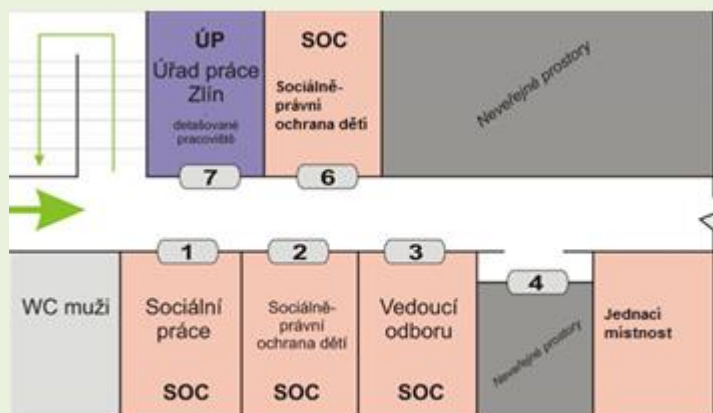 ÚP
Úřad práce
Zlín
detašované
pracoviště
7
SOC
Sociálně-
právní
ochrana dětí
6
Neveřejné prostory
WC muži
1
Sociální
práce
SOC
2
Sociálně-
právní
ochrana dětí
SOC
3
Vedoucí
odboru
SOC
4
Neveřejné prostory
Jednací
místnost